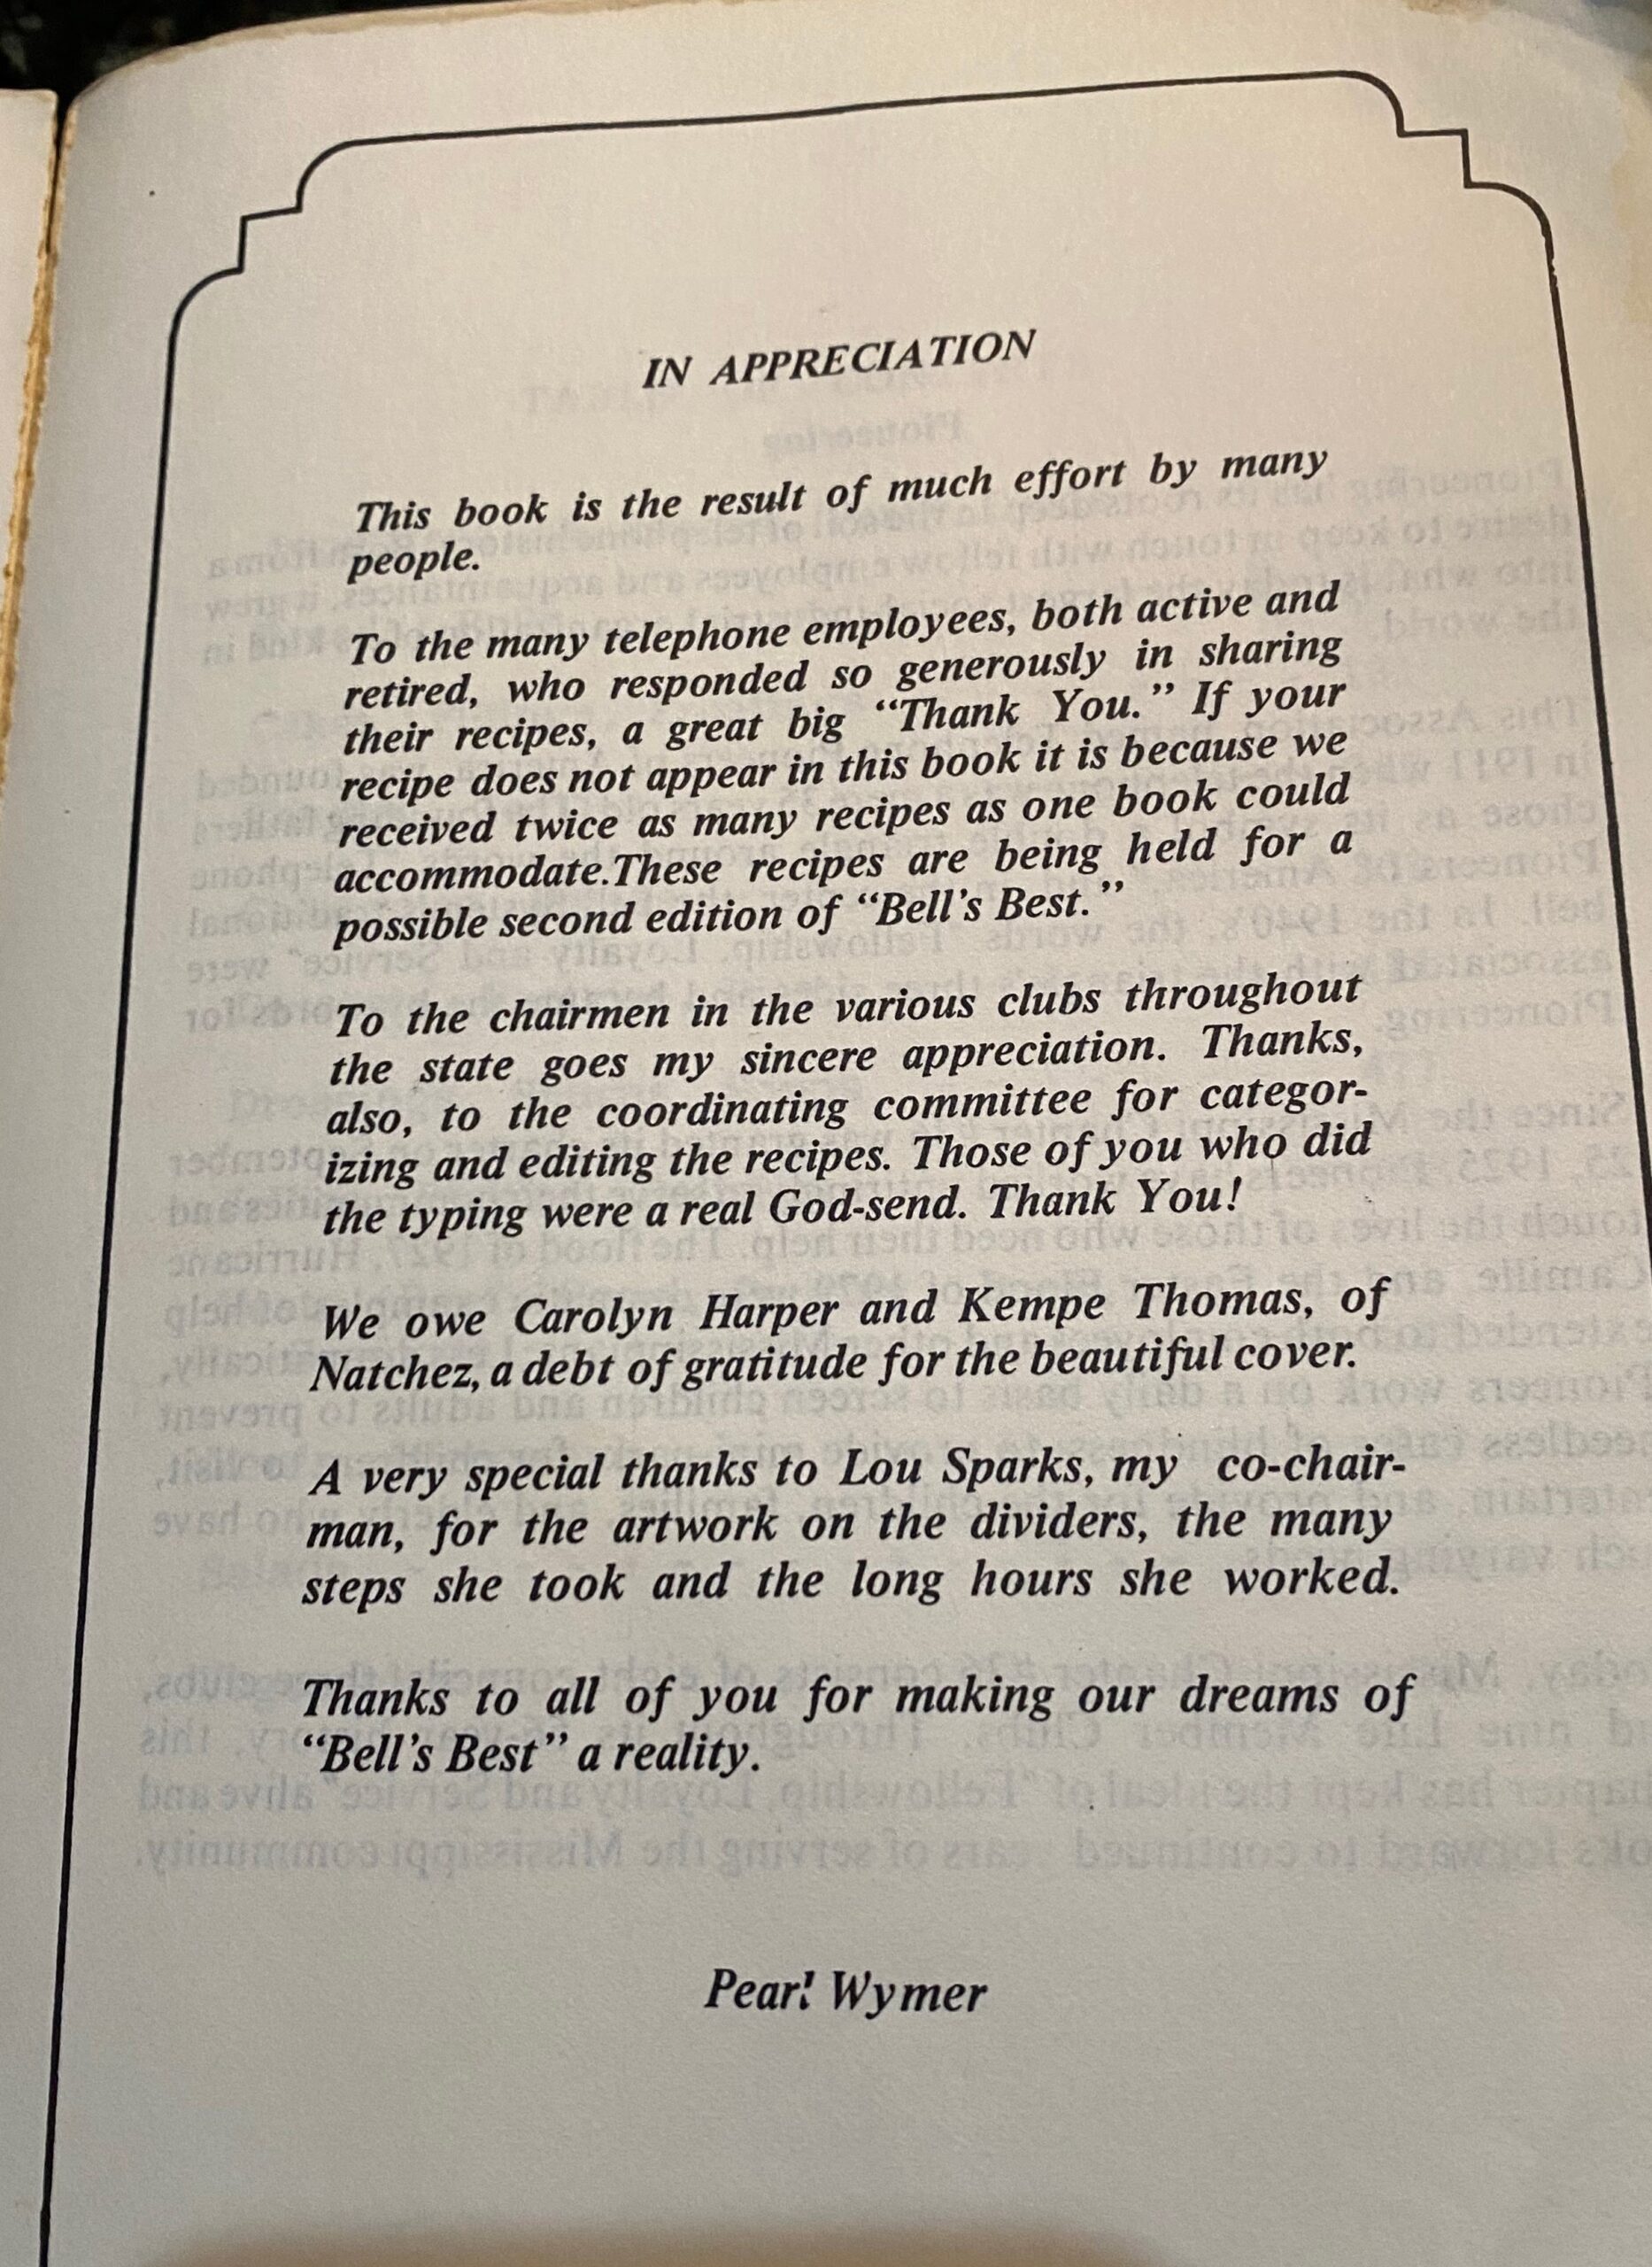 IN APPRECIATION
This book is the result of much effort by many
people.
To the many telephone employees, both active and
retired, who responded so generously in sharing
their recipes, a great big “Thank You.” If your
recipe does not appear in this book it is because we
received twice as many recipes as one book could
accommodate.These recipes are being held for a
possible second edition of “Bell’s Best.”
To the chairmen in the various clubs throughout
the state goes my sincere appreciation. Thanks,
also, to the coordinating committee for categor-
izing and editing the recipes. Those of you who did
the typing were a real God-send. Thank You!
We owe Carolyn Harper and Kempe Thomas, of
Natchez, a debt of gratitude for the beautiful cover.
A very special thanks to Lou Sparks, my co-chair-
man, for the artwork on the dividers, the many
steps she took and the long hours she worked.
Thanks to all of you for making our dreams of
“Bell’s Best” a reality.
Pearl Wymer